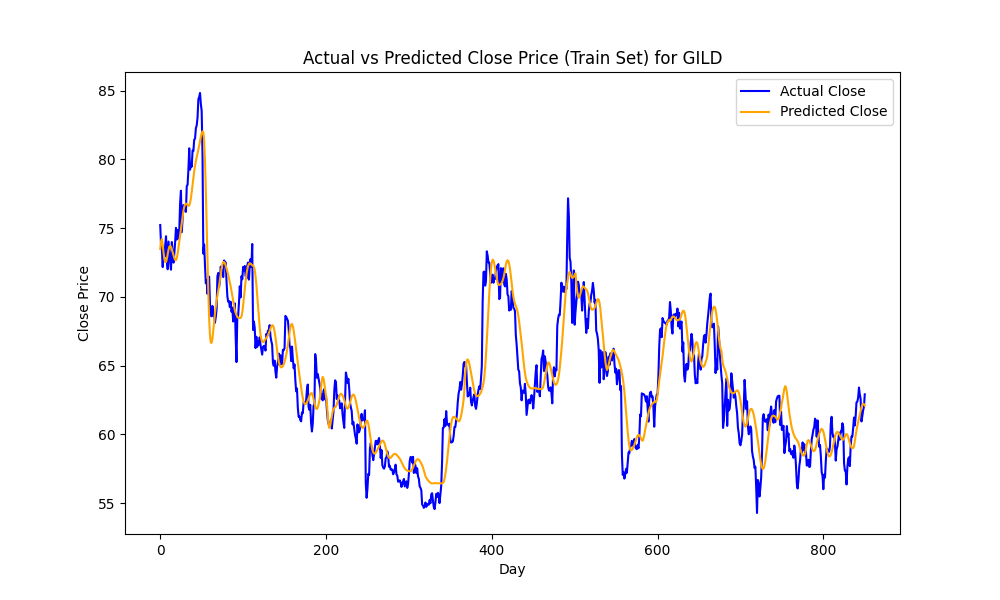 Actual vs Predicted Close Price (Train Set) for GILD
Actual Close
Predicted Close
Close Price
85
80
75
70
65
60
55
0
200
400
600
800
Day